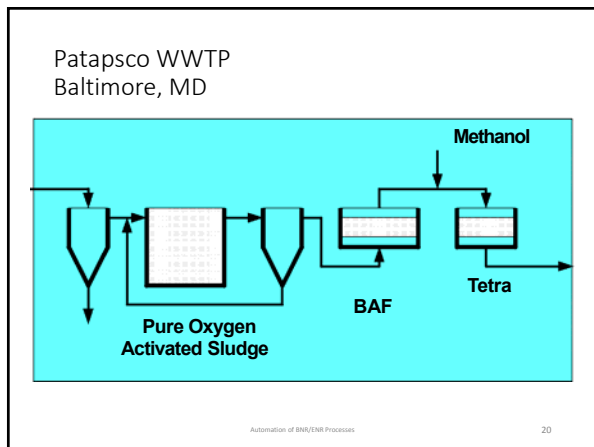 Patapsco WWTP
Baltimore, MD
Methanol
Tetra
BAF
Pure Oxygen
Activated Sludge
Automation of BNR/ENR Processes
20